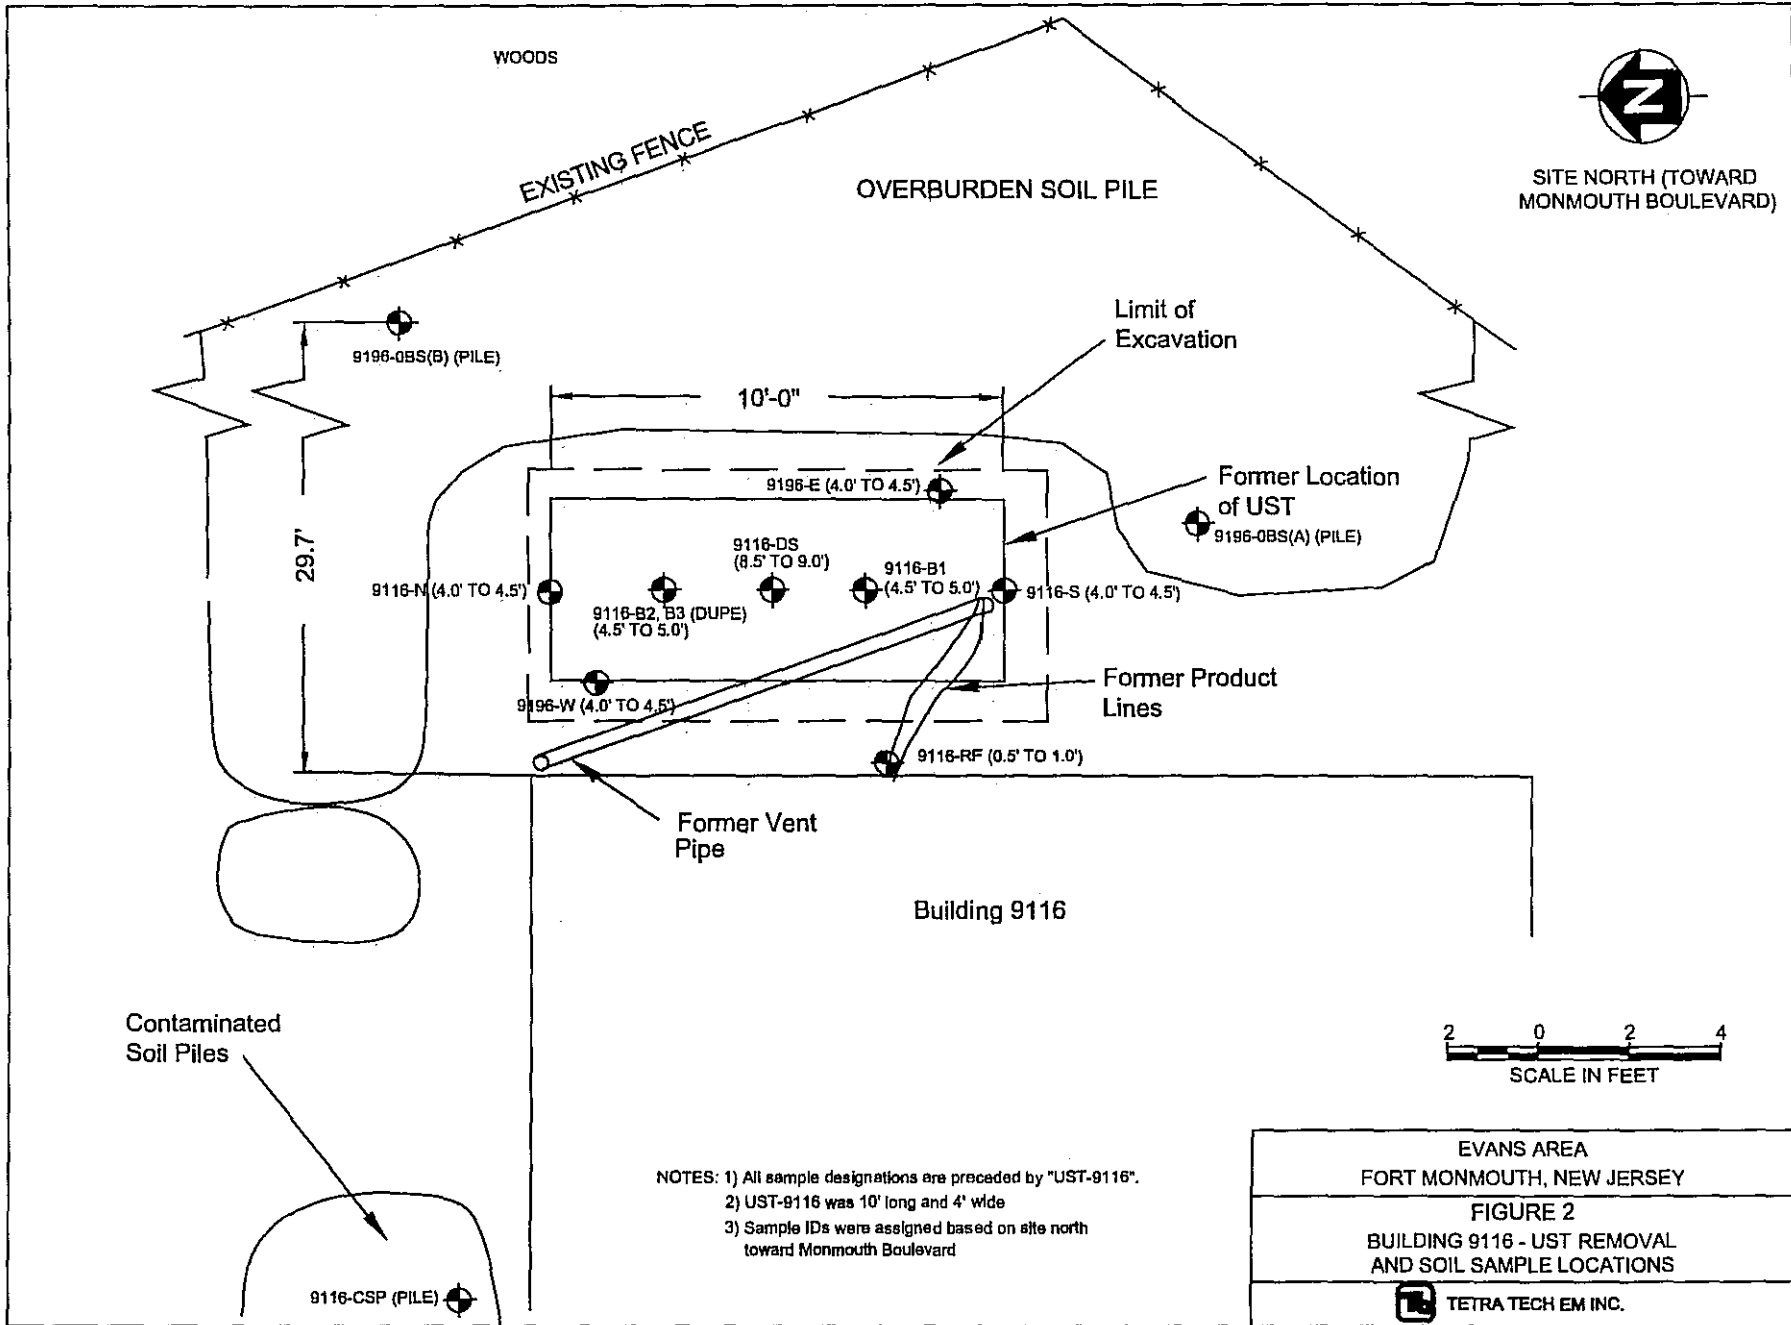 WOODS
N
SITE NORTH (TOWARD
MONMOUTH BOULEVARD)
EXISTING FENCE
OVERBURDEN SOIL PILE
9196-0BS(B) (PILE)
Limit of
Excavation
10'-0"
Former Location
of UST
9196-E (4.0' TO 4.5')
9196-0BS(A) (PILE)
29.7'
9116-DS
(8.5' TO 9.0')
9116-B1
(4.5' TO 5.0')
9116-N (4.0' TO 4.5')
9116-S (4.0' TO 4.5')
9116-B2, B3 (DUPE)
(4.5' TO 5.0')
Former Product
Lines
9196-W (4.0' TO 4.5')
9116-RF (0.5' TO 1.0')
Former Vent
Pipe
Building 9116
Contaminated
Soil Piles
2 0 2 4
SCALE IN FEET
9116-CSP (PILE)
NOTES: 1) All sample designations are preceded by "UST-9116".
2) UST-9116 was 10' long and 4' wide
3) Sample IDs were assigned based on site north
toward Monmouth Boulevard
EVANS AREA
FORT MONMOUTH, NEW JERSEY
FIGURE 2
BUILDING 9116 - UST REMOVAL
AND SOIL SAMPLE LOCATIONS
TETRA TECH EM INC.